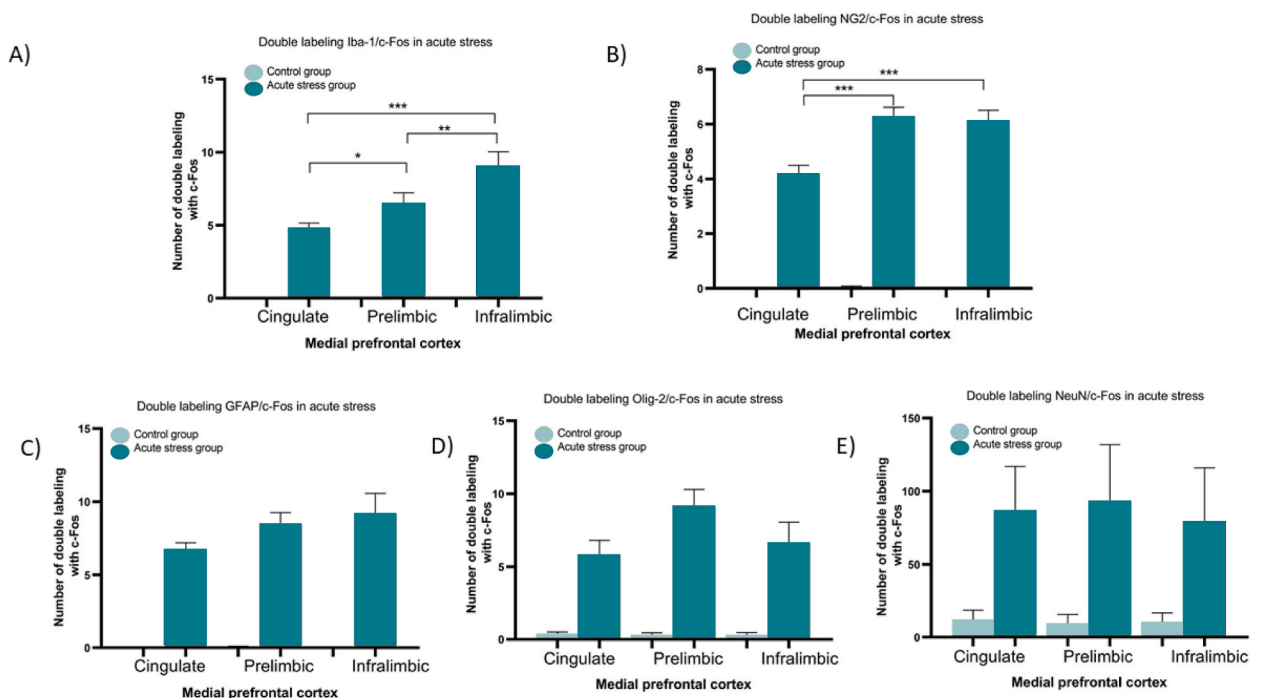 A)
Double labeling Iba-1/c-Fos in acute stress
Control group
Acute stress group
Number of double labeling
with c-Fos
15
10
5
0
***
**
*
Cingulate
Prelimbic
Infralimbic
Medial prefrontal cortex
B)
Double labeling NG2/c-Fos in acute stress
Control group
Acute stress group
Number of double labeling
with c-Fos
8
6
4
2
0
***
***
Cingulate
Prelimbic
Infralimbic
Medial prefrontal cortex
C)
Double labeling GFAP/c-Fos in acute stress
Control group
Acute stress group
Number of double labeling
with c-Fos
15
10
5
0
Cingulate
Prelimbic
Infralimbic
Medial prefrontal cortex
D)
Double labeling Olig-2/c-Fos in acute stress
Control group
Acute stress group
Number of double labeling
with c-Fos
15
10
5
0
Cingulate
Prelimbic
Infralimbic
Medial prefrontal cortex
E)
Double labeling NeuN/c-Fos in acute stress
Control group
Acute stress group
Number of double labeling
with c-Fos
150
100
50
0
Cingulate
Prelimbic
Infralimbic
Medial prefrontal cortex